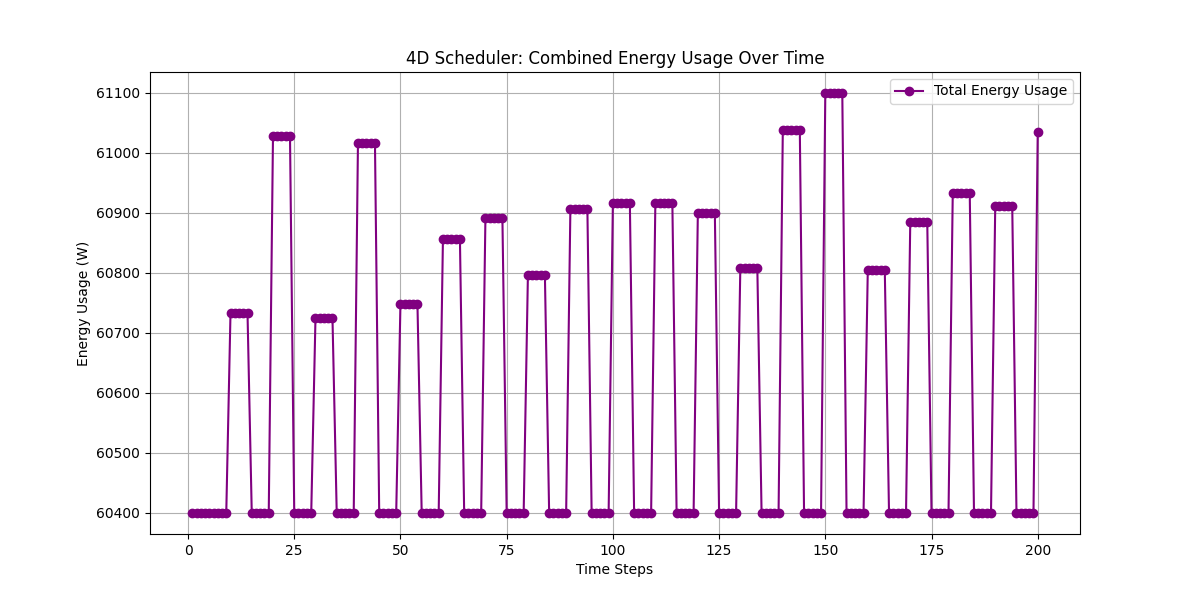 4D Scheduler: Combined Energy Usage Over Time
Total Energy Usage
Energy Usage (W)
61100
61000
60900
60800
60700
60600
60500
60400
0 25 50 75 100 125 150 175 200
Time Steps